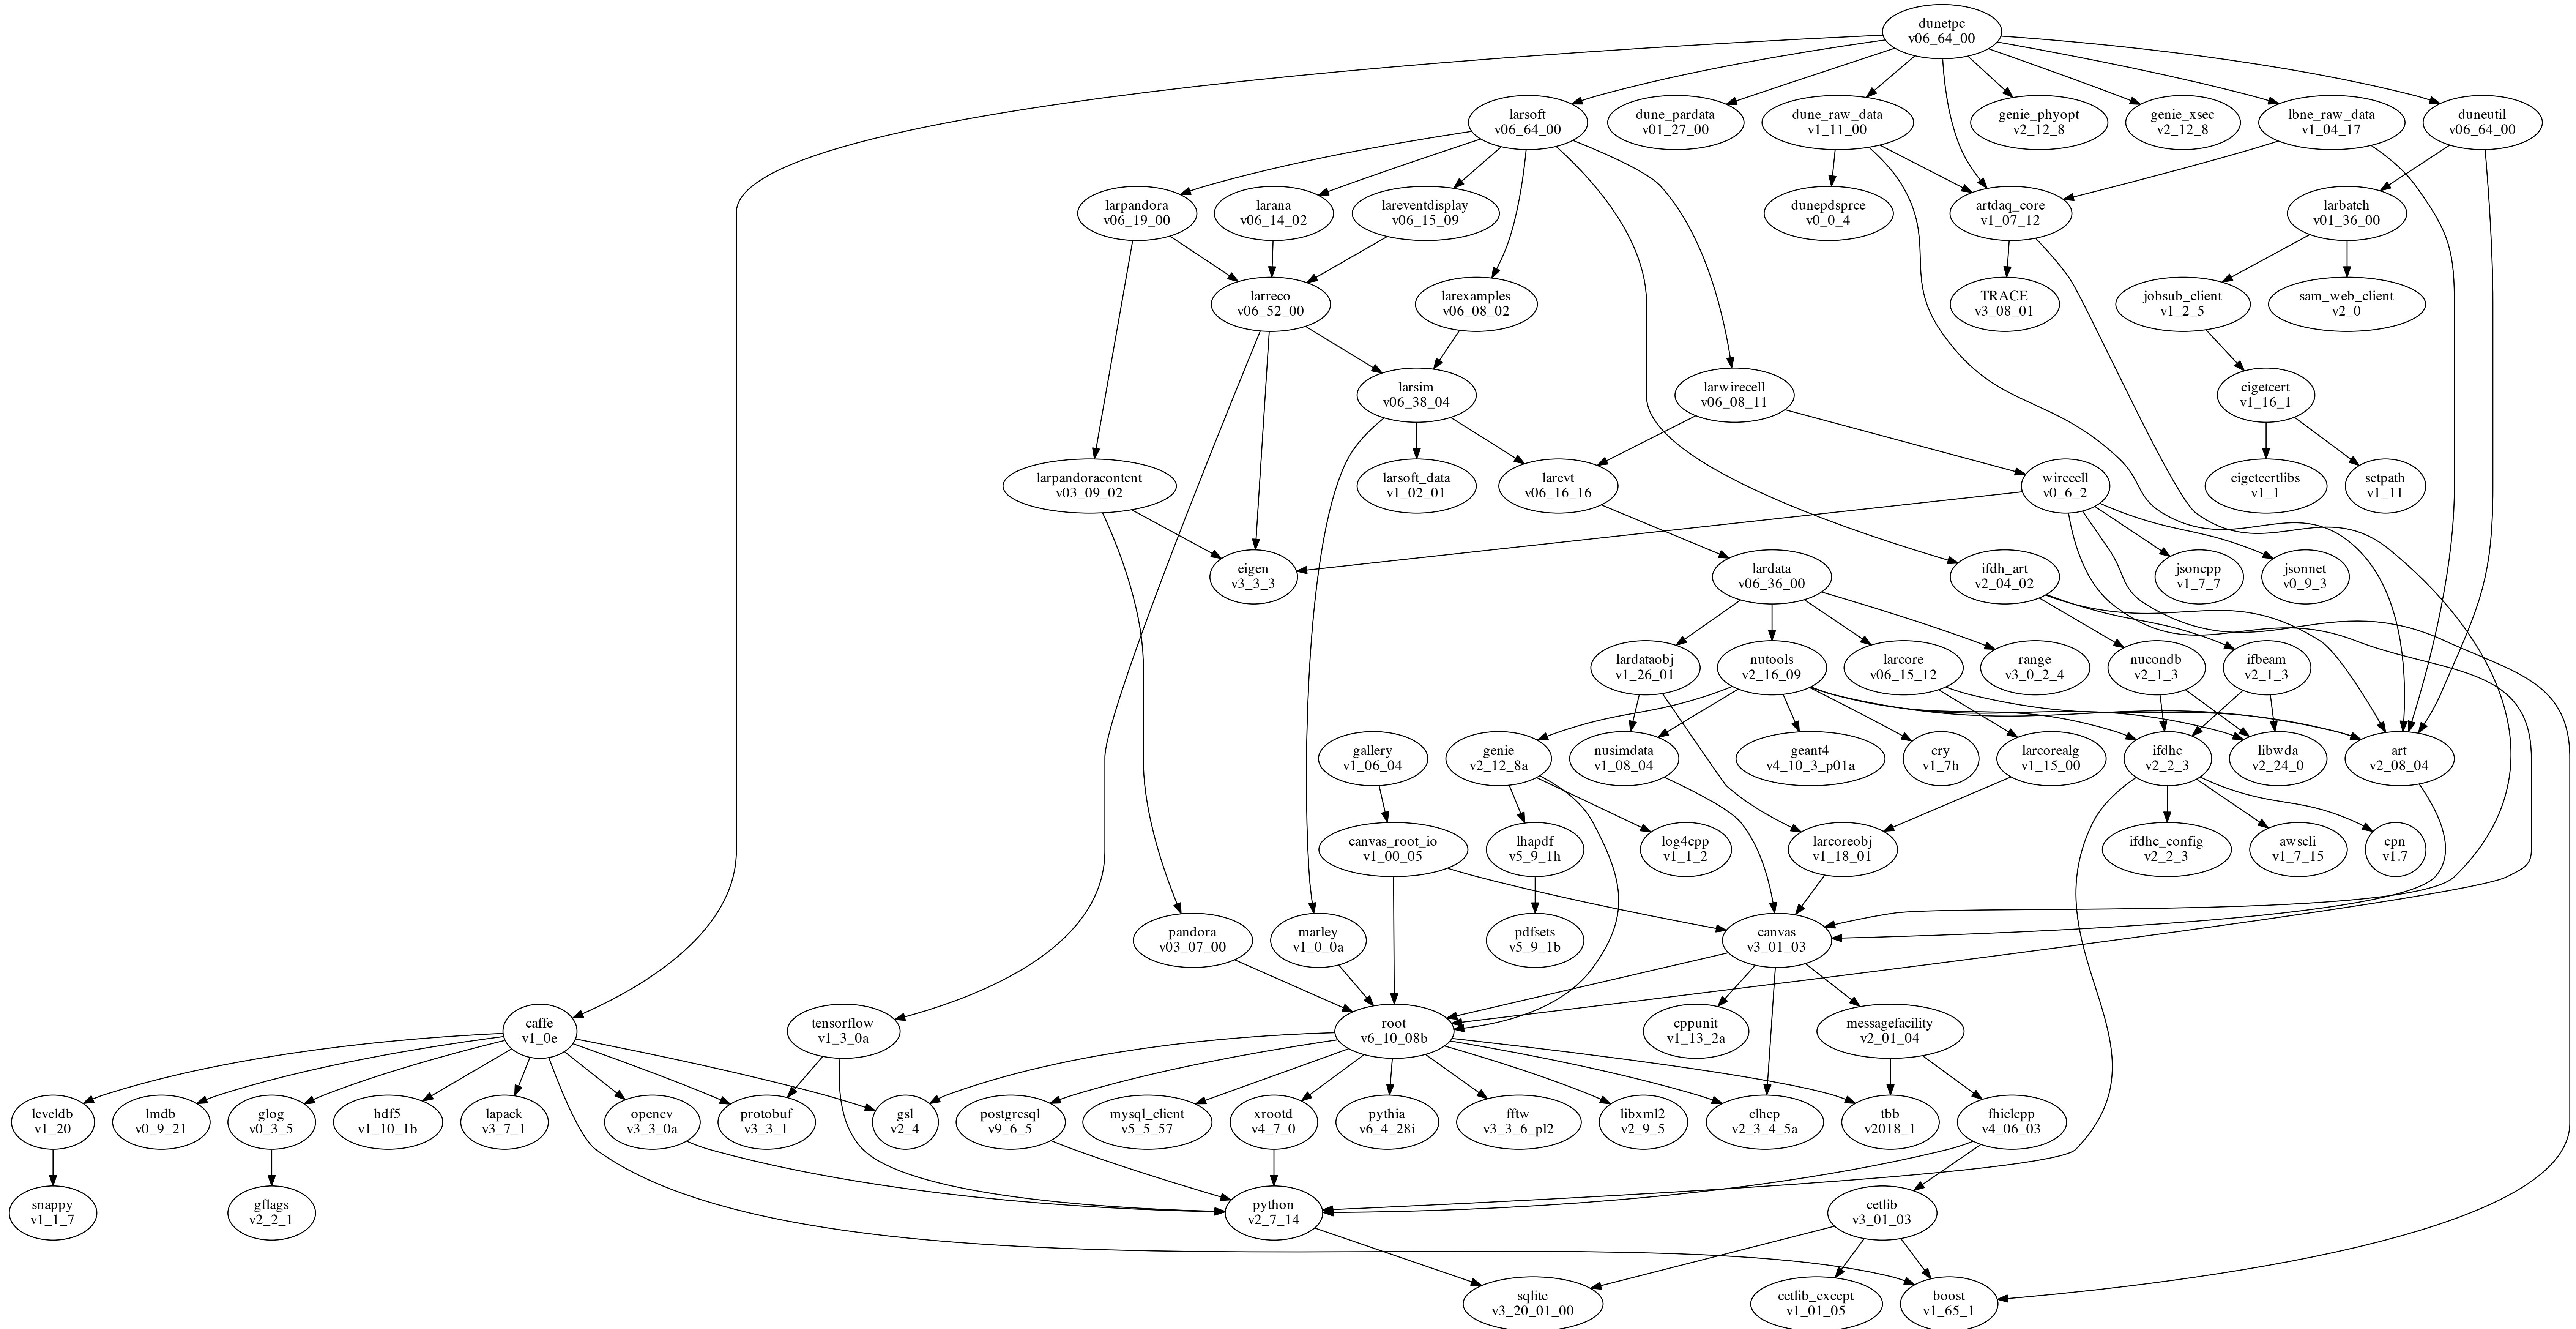 dunetpc
v06_64_00
larsoft
v06_64_00
dune_pardata
v01_27_00
dune_raw_data
v1_11_00
genie_phyopt
v2_12_8
genie_xsec
v2_12_8
lbne_raw_data
v1_04_17
duneutil
v06_64_00
larpandora
v06_19_00
larana
v06_14_02
lareventdisplay
v06_15_09
dunepdsprce
v0_0_4
artdaq_core
v1_07_12
larbatch
v01_36_00
larreco
v06_52_00
larexamples
v06_08_02
TRACE
v3_08_01
jobsub_client
v1_2_5
sam_web_client
v2_0
larsim
v06_38_04
larwirecell
v06_08_11
cigetcert
v1_16_1
larpandoracontent
v03_09_02
larsoft_data
v1_02_01
larevt
v06_16_16
wirecell
v0_6_2
cigetcertlibs
v1_1
setpath
v1_11
eigen
v3_3_3
lardata
v06_36_00
ifdh_art
v2_04_02
jsoncpp
v1_7_7
jsonnet
v0_9_3
lardataobj
v1_26_01
nutools
v2_16_09
larcore
v06_15_12
range
v3_0_2_4
nucondb
v2_1_3
ifbeam
v2_1_3
gallery
v1_06_04
genie
v2_12_8a
nusimdata
v1_08_04
geant4
v4_10_3_p01a
cry
v1_7h
larcorealg
v1_15_00
ifdhc
v2_2_3
libwda
v2_24_0
art
v2_08_04
canvas_root_io
v1_00_05
lhapdf
v5_9_1h
log4cpp
v1_1_2
larcoreobj
v1_18_01
ifdhc_config
v2_2_3
awscli
v1_7_15
cpn
v1.7
pandora
v03_07_00
marley
v1_0_0a
pdfsets
v5_9_1b
canvas
v3_01_03
caffe
v1_0e
tensorflow
v1_3_0a
root
v6_10_08b
cppunit
v1_13_2a
messagefacility
v2_01_04
leveldb
v1_20
lmdb
v0_9_21
glog
v0_3_5
hdf5
v1_10_1b
lapack
v3_7_1
opencv
v3_3_0a
protobuf
v3_3_1
gsl
v2_4
postgresql
v9_6_5
mysql_client
v5_5_57
xrootd
v4_7_0
pythia
v6_4_28i
fftw
v3_3_6_pl2
libxml2
v2_9_5
clhep
v2_3_4_5a
tbb
v2018_1
fhiclcpp
v4_06_03
snappy
v1_1_7
gflags
v2_2_1
python
v2_7_14
cetlib
v3_01_03
sqlite
v3_20_01_00
cetlib_except
v1_01_05
boost
v1_65_1